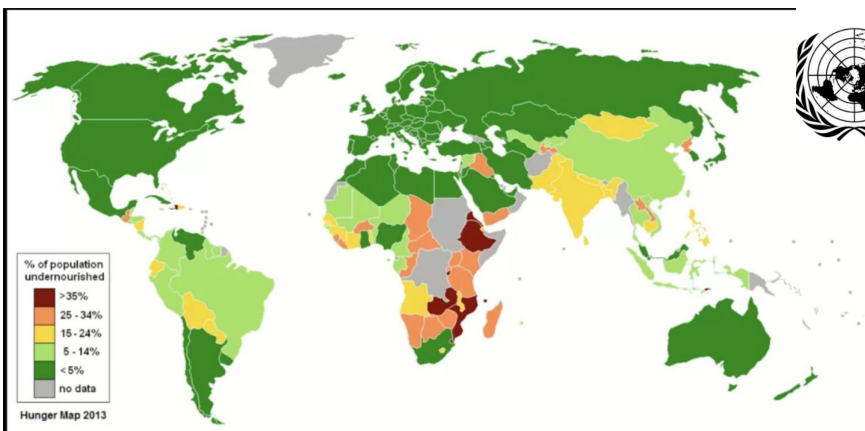 % of population
undernourished
>35%
25 - 34%
15 - 24%
5 - 14%
<5%
no data
Hunger Map 2013